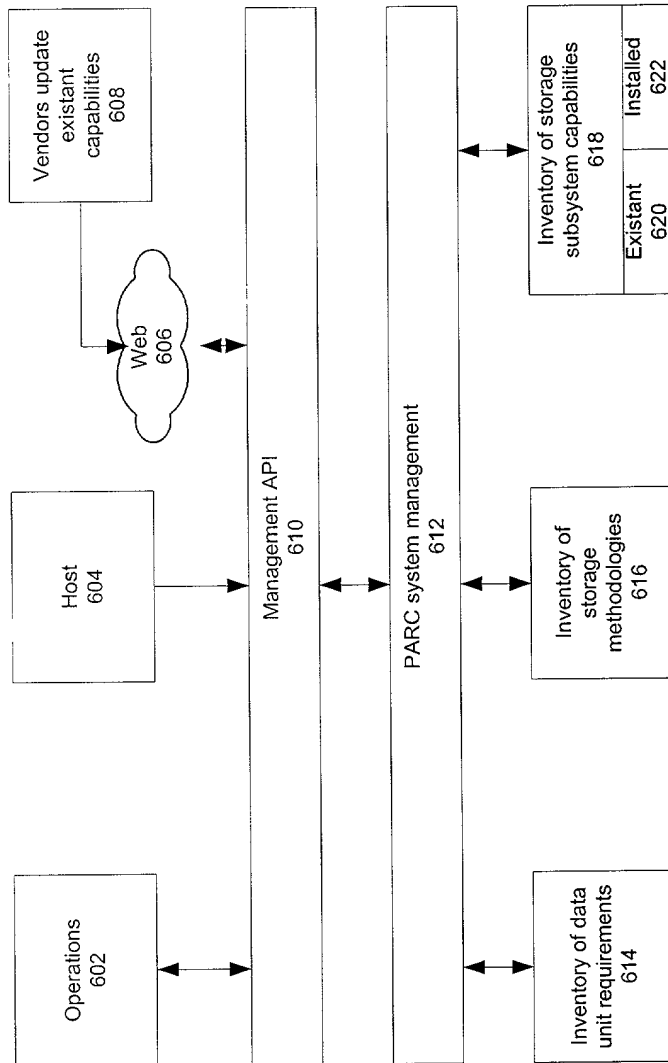 Operations
602
Host
604
Web
606
Vendors update
existant
capabilities
608
Management API
610
PARC system management
612
Inventory of data
unit requirements
614
Inventory of
storage
methodologies
616
Inventory of storage
subsystem capabilities
618
Existant
620
Installed
622